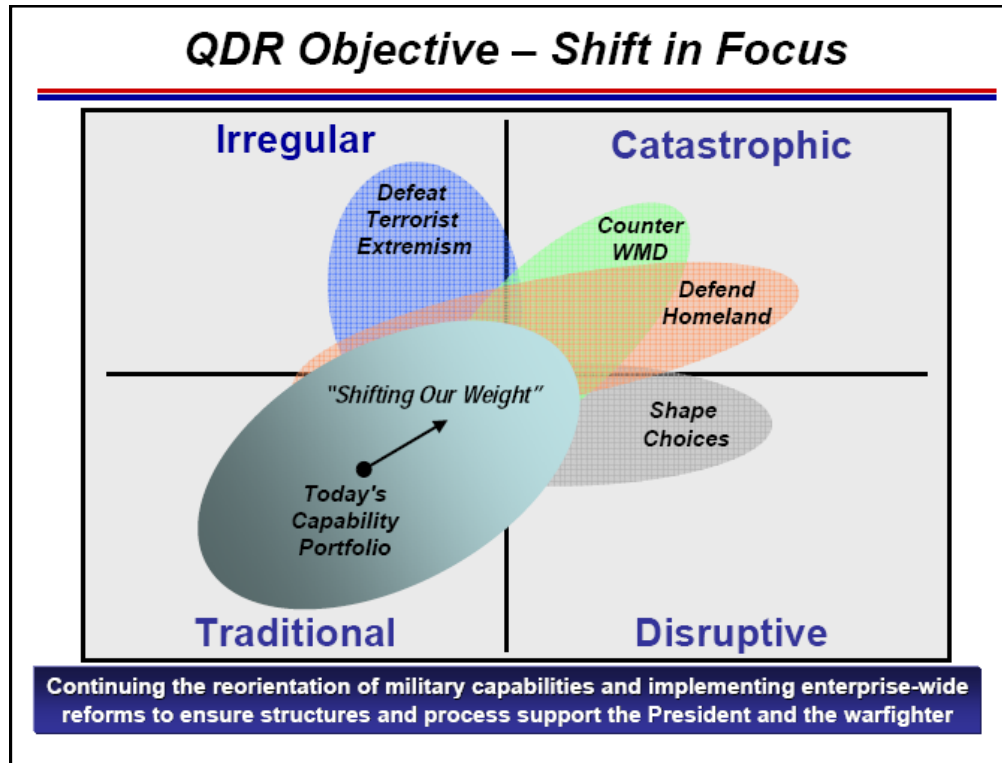 QDR Objective – Shift in Focus
Irregular
Catastrophic
Defeat
Terrorist
Extremism
Counter
WMD
Defend
Homeland
"Shifting Our Weight”
Shape
Choices
Today's
Capability
Portfolio
Traditional
Disruptive
Continuing the reorientation of military capabilities and implementing enterprise-wide
reforms to ensure structures and process support the President and the warfighter